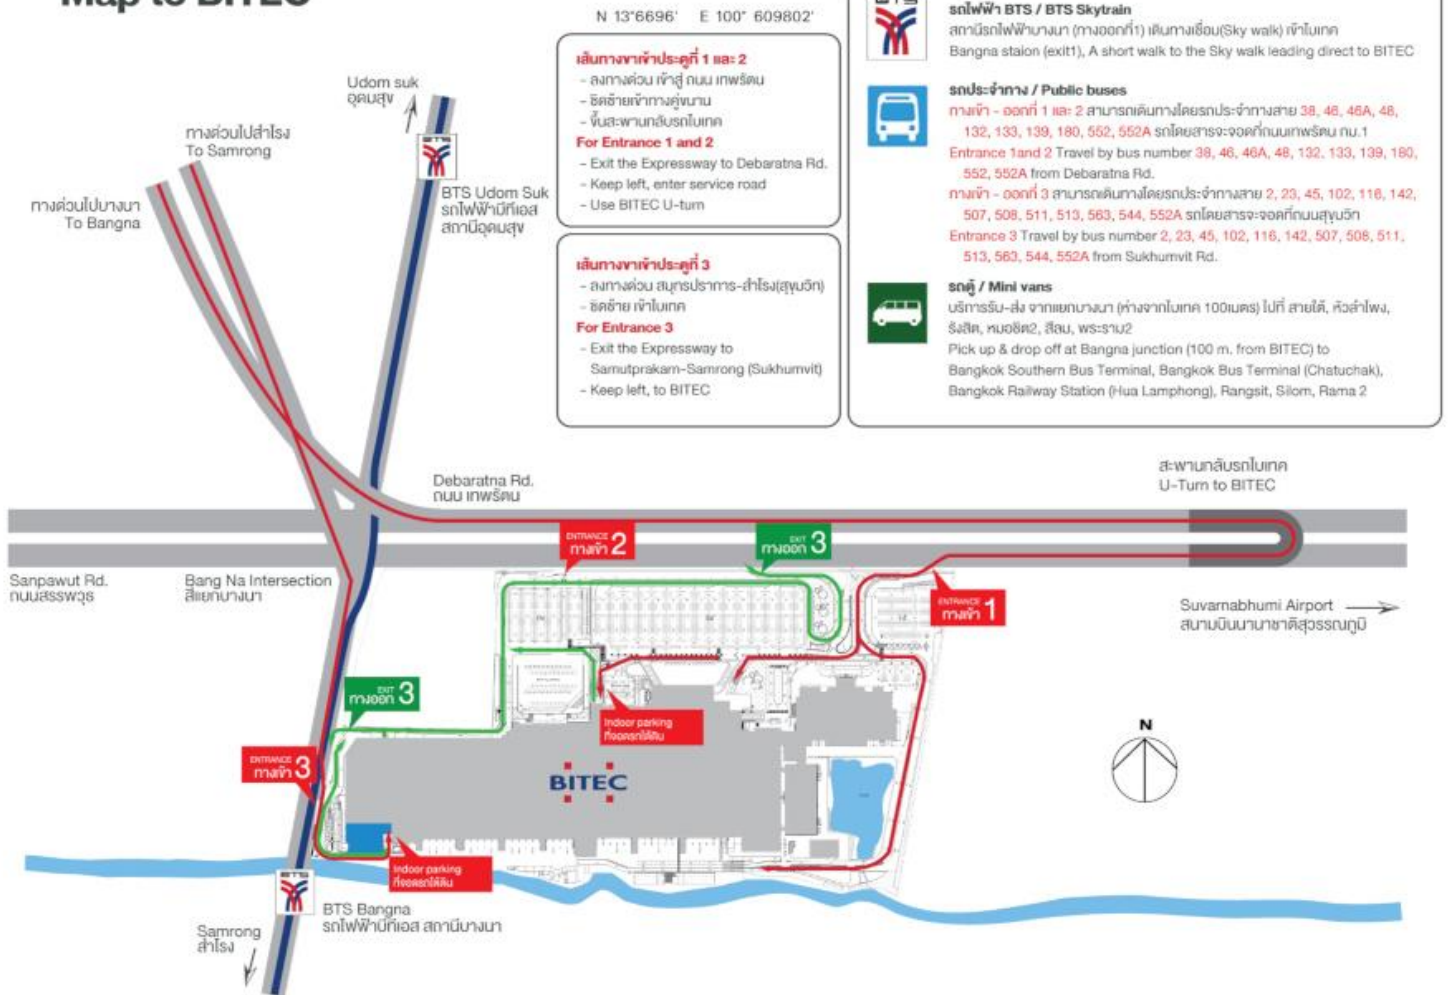 Map to BITEC
N 13°6696' E 100° 609802'
เส้นทางขาเข้าประตูที่ 1 และ 2
- ลงทางด่วน เข้าสู่ ถนน เทพรัตน
- ชิดซ้ายเข้าทางคู่ขนาน
- ขึ้นสะพานกลับรถไบเทค
For Entrance 1 and 2
- Exit the Expressway to Debaratna Rd.
- Keep left, enter service road
- Use BITEC U-turn
เส้นทางขาเข้าประตูที่ 3
- ลงทางด่วน สมุทรปราการ-สำโรง(สุขุมวิท)
- ชิดซ้าย เข้าไบเทค
For Entrance 3
- Exit the Expressway to
Samutprakarn-Samrong (Sukhumvit)
- Keep left, to BITEC
รถไฟฟ้า BTS / BTS Skytrain
สถานีรถไฟฟ้าบางนา (ทางออกที่1) เดินทางเชื่อม(Sky walk) เข้าไบเทค
Bangna staion (exit1), A short walk to the Sky walk leading direct to BITEC
รถประจำทาง / Public buses
ทางเข้า - ออกที่ 1 และ 2 สามารถเดินทางโดยรถประจำทางสาย 38, 46, 46A, 48,
132, 133, 139, 180, 552, 552A รถโดยสารจะจอดที่ถนนเทพรัตน กม.1
Entrance 1and 2 Travel by bus number 38, 46, 46A, 48, 132, 133, 139, 180,
552, 552A from Debaratna Rd.
ทางเข้า - ออกที่ 3 สามารถเดินทางโดยรถประจำทางสาย 2, 23, 45, 102, 116, 142,
507, 508, 511, 513, 563, 544, 552A รถโดยสารจะจอดที่ถนนสุขุมวิท
Entrance 3 Travel by bus number 2, 23, 45, 102, 116, 142, 507, 508, 511,
513, 563, 544, 552A from Sukhumvit Rd.
รถตู้ / Mini vans
บริการรับ-ส่ง จากแยกบางนา (ห่างจากไบเทค 100เมตร) ไปที่ สายใต้, หัวลำโพง,
รังสิต, หมอชิต2, สีลม, พระราม2
Pick up & drop off at Bangna junction (100 m. from BITEC) to
Bangkok Southern Bus Terminal, Bangkok Bus Terminal (Chatuchak),
Bangkok Railway Station (Hua Lamphong), Rangsit, Silom, Rama 2
Udom suk
อุดมสุข
ทางด่วนไปสำโรง
To Samrong
ทางด่วนไปบางนา
To Bangna
BTS
BTS Udom Suk
รถไฟฟ้าบีทีเอส
สถานีอุดมสุข
Debaratna Rd.
ถนน เทพรัตน
สะพานกลับรถไบเทค
U-Turn to BITEC
ENTRANCE
ทางเข้า 2
EXIT
ทางออก 3
Sanpawut Rd.
ถนนสรรพาวุธ
Bang Na Intersection
สี่แยกบางนา
ENTRANCE
ทางเข้า 1
Suvarnabhumi Airport
สนามบินนานาชาติสุวรรณภูมิ
EXIT
ทางออก 3
Indoor parking
ที่จอดรถใต้ดิน
N
ENTRANCE
ทางเข้า 3
BITEC
Indoor parking
ที่จอดรถใต้ดิน
BTS
BTS Bangna
รถไฟฟ้าบีทีเอส สถานีบางนา
Samrong
สำโรง